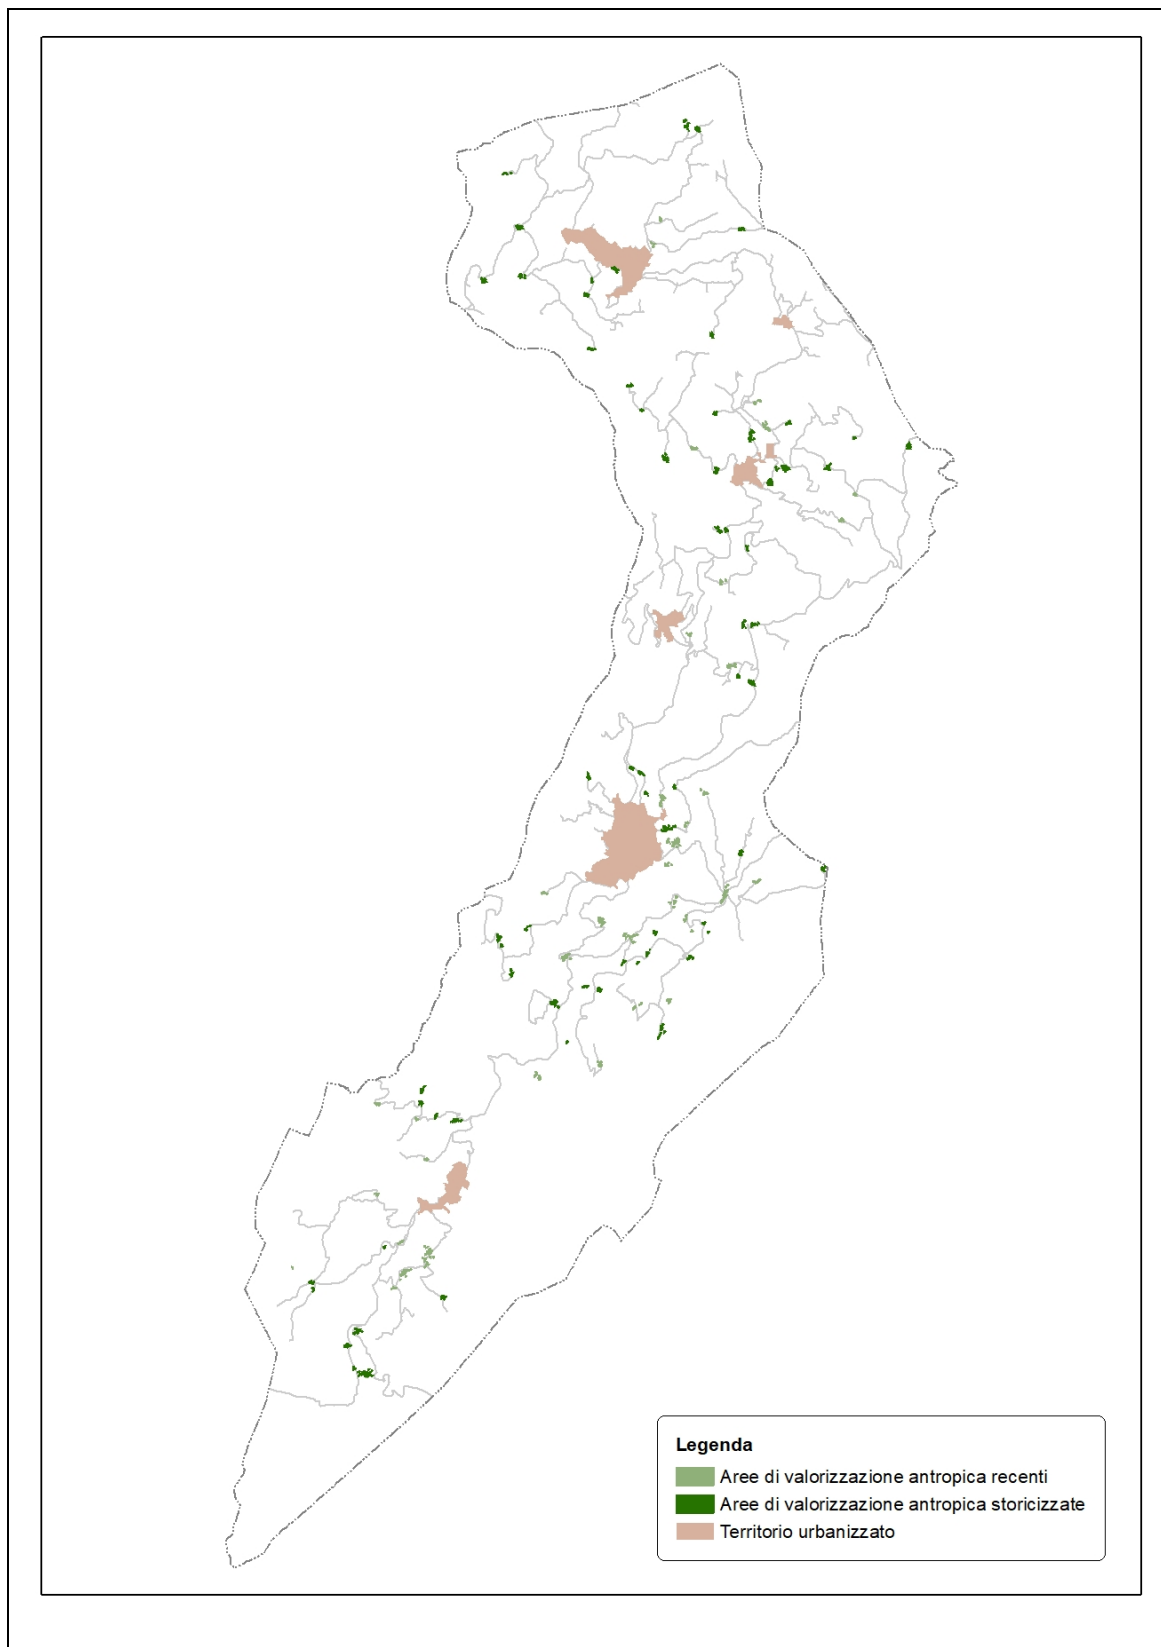 Legenda
Aree di valorizzazione antropica recenti
Aree di valorizzazione antropica storicizzate
Territorio urbanizzato